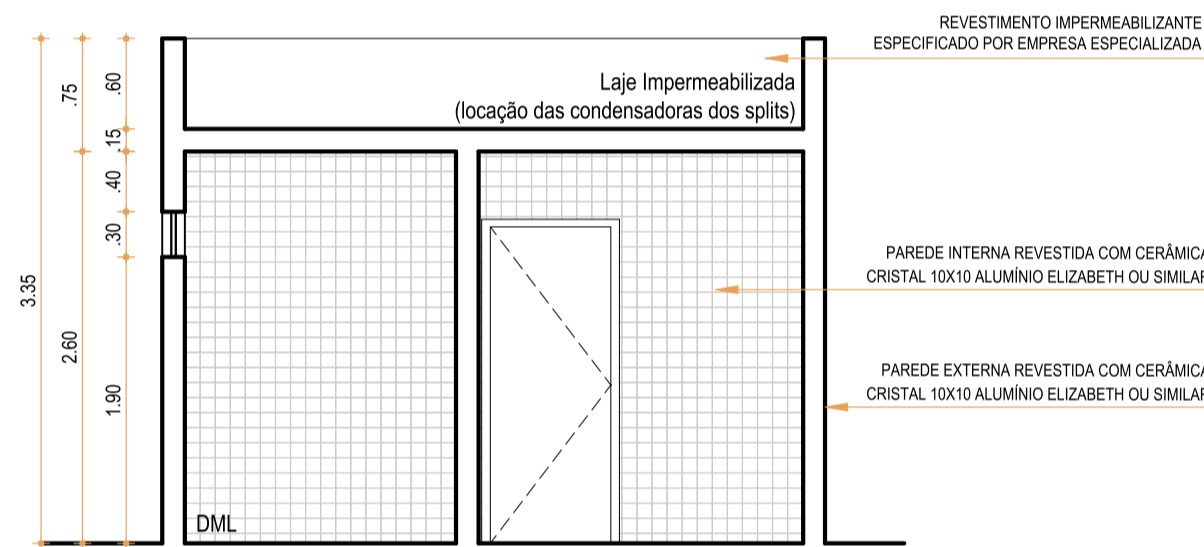 REVESTIMENTO IMPERMEABILIZANTE
ESPECIFICADO POR EMPRESA ESPECIALIZADA
Laje Impermeabilizada
(locação das condensadoras dos splits)
.75
.60
.15
.40
.30
3.35
2.60
1.90
PAREDE INTERNA REVESTIDA COM CERÂMICA
CRISTAL 10X10 ALUMÍNIO ELIZABETH OU SIMILAR
PAREDE EXTERNA REVESTIDA COM CERÂMICA
CRISTAL 10X10 ALUMÍNIO ELIZABETH OU SIMILAR
DML